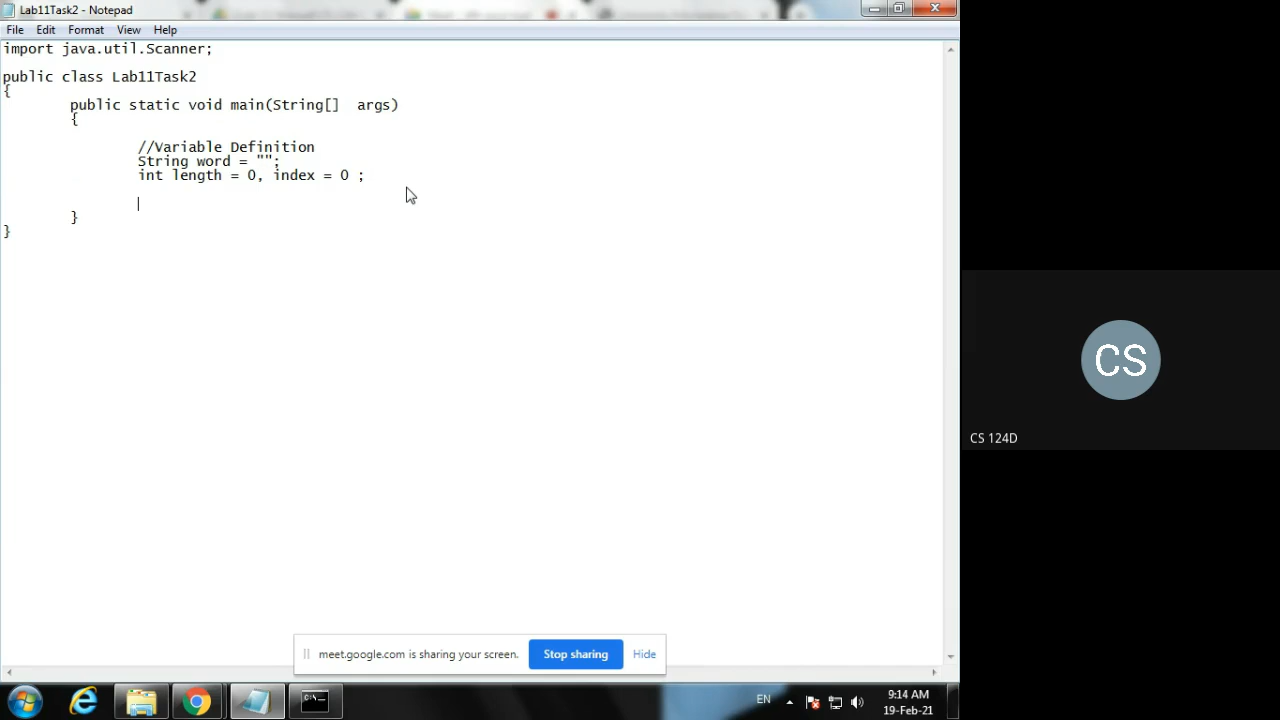 Lab11Task2 - Notepad
File Edit Format View Help
import java.util.Scanner;
public class Lab11Task2
{
public static void main(String[]  args)
{
//Variable Definition
String word = "";
int length = 0, index = 0 ;
}
}
CS
CS 124D
meet.google.com is sharing your screen. Stop sharing Hide
EN 9:14 AM
19-Feb-21